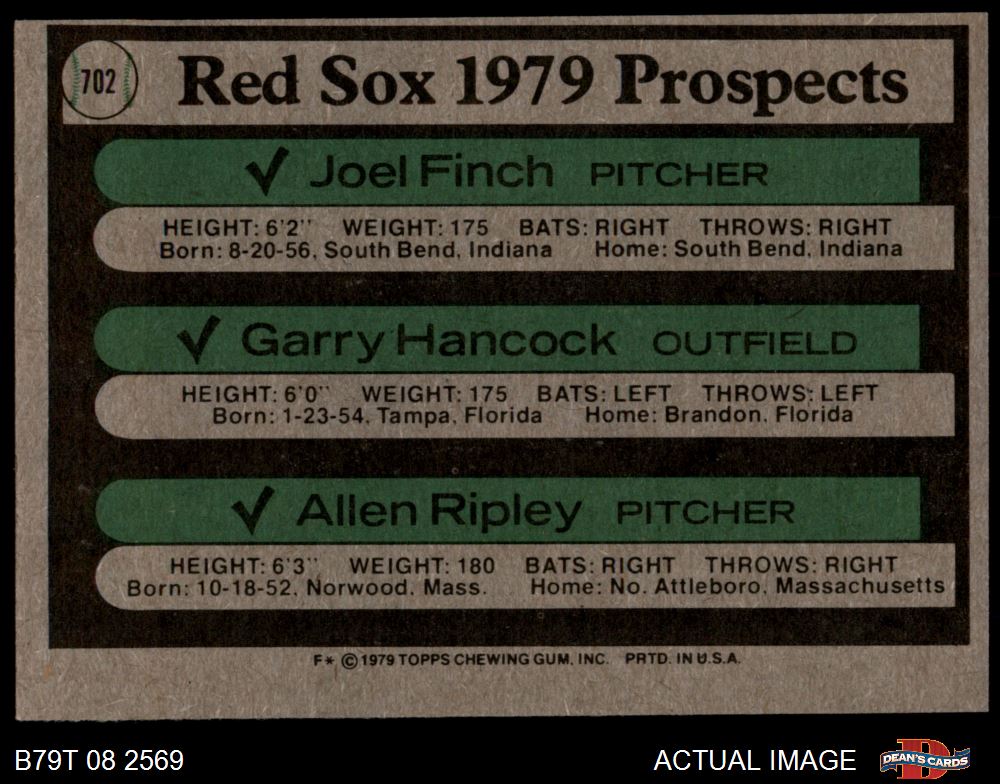 702
Red Sox 1979 Prospects
✓ Joel Finch PITCHER
HEIGHT: 6'2" WEIGHT: 175 BATS: RIGHT THROWS: RIGHT
Born: 8-20-56, South Bend, Indiana Home: South Bend, Indiana
✓ Garry Hancock OUTFIELD
HEIGHT: 6'0" WEIGHT: 175 BATS: LEFT THROWS: LEFT
Born: 1-23-54, Tampa, Florida Home: Brandon, Florida
✓ Allen Ripley PITCHER
HEIGHT: 6'3" WEIGHT: 180 BATS: RIGHT THROWS: RIGHT
Born: 10-18-52, Norwood, Mass. Home: No. Attleboro, Massachusetts
F* © 1979 TOPPS CHEWING GUM, INC. PRTD. IN U.S.A.
B79T 08 2569 ACTUAL IMAGE D DEAN'S CARDS